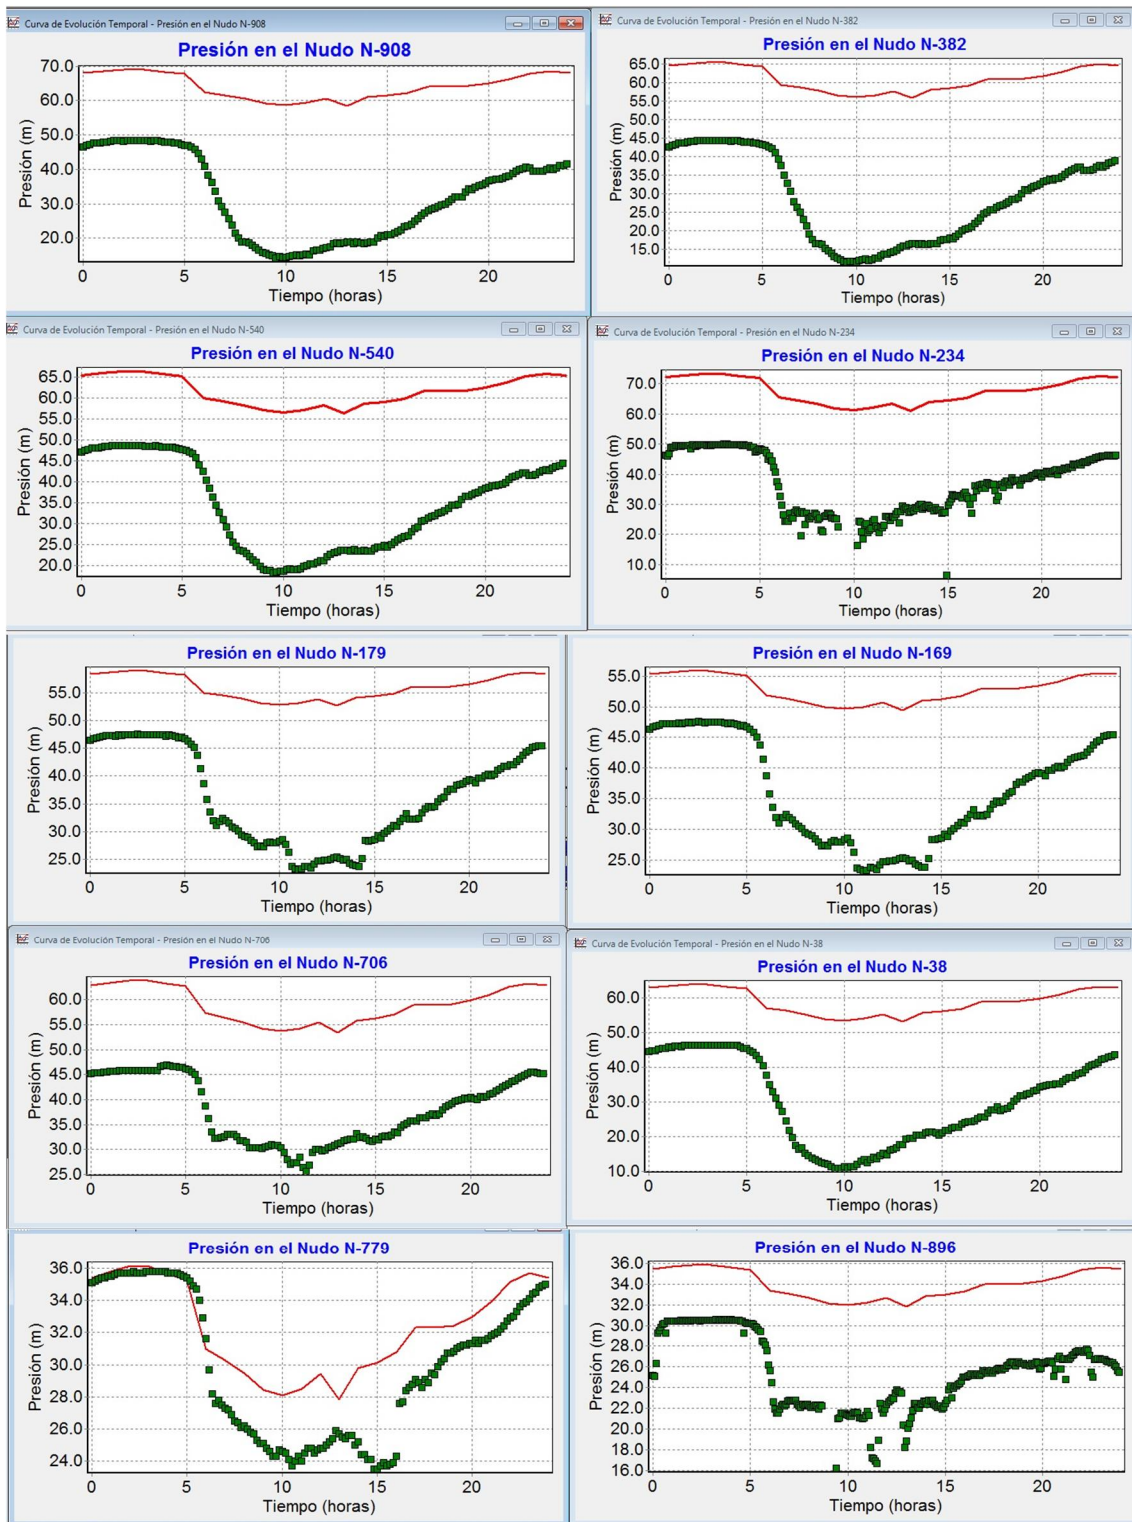 Curva de Evolución Temporal - Presión en el Nudo N-908
Presión en el Nudo N-908
Presión (m)
70.0
60.0
50.0
40.0
30.0
20.0
0 5 10 15 20
Tiempo (horas)
Curva de Evolución Temporal - Presión en el Nudo N-382
Presión en el Nudo N-382
Presión (m)
65.0
60.0
55.0
50.0
45.0
40.0
35.0
30.0
25.0
20.0
15.0
0 5 10 15 20
Tiempo (horas)
Curva de Evolución Temporal - Presión en el Nudo N-540
Presión en el Nudo N-540
Presión (m)
65.0
60.0
55.0
50.0
45.0
40.0
35.0
30.0
25.0
20.0
0 5 10 15 20
Tiempo (horas)
Curva de Evolución Temporal - Presión en el Nudo N-234
Presión en el Nudo N-234
Presión (m)
70.0
60.0
50.0
40.0
30.0
20.0
10.0
0 5 10 15 20
Tiempo (horas)
Presión en el Nudo N-179
Presión (m)
55.0
50.0
45.0
40.0
35.0
30.0
25.0
0 5 10 15 20
Tiempo (horas)
Presión en el Nudo N-169
Presión (m)
55.0
50.0
45.0
40.0
35.0
30.0
25.0
0 5 10 15 20
Tiempo (horas)
Curva de Evolución Temporal - Presión en el Nudo N-706
Presión en el Nudo N-706
Presión (m)
60.0
55.0
50.0
45.0
40.0
35.0
30.0
25.0
0 5 10 15 20
Tiempo (horas)
Curva de Evolución Temporal - Presión en el Nudo N-38
Presión en el Nudo N-38
Presión (m)
60.0
50.0
40.0
30.0
20.0
10.0
0 5 10 15 20
Tiempo (horas)
Presión en el Nudo N-779
Presión (m)
36.0
34.0
32.0
30.0
28.0
26.0
24.0
0 5 10 15 20
Tiempo (horas)
Presión en el Nudo N-896
Presión (m)
36.0
34.0
32.0
30.0
28.0
26.0
24.0
22.0
20.0
18.0
16.0
0 5 10 15 20
Tiempo (horas)